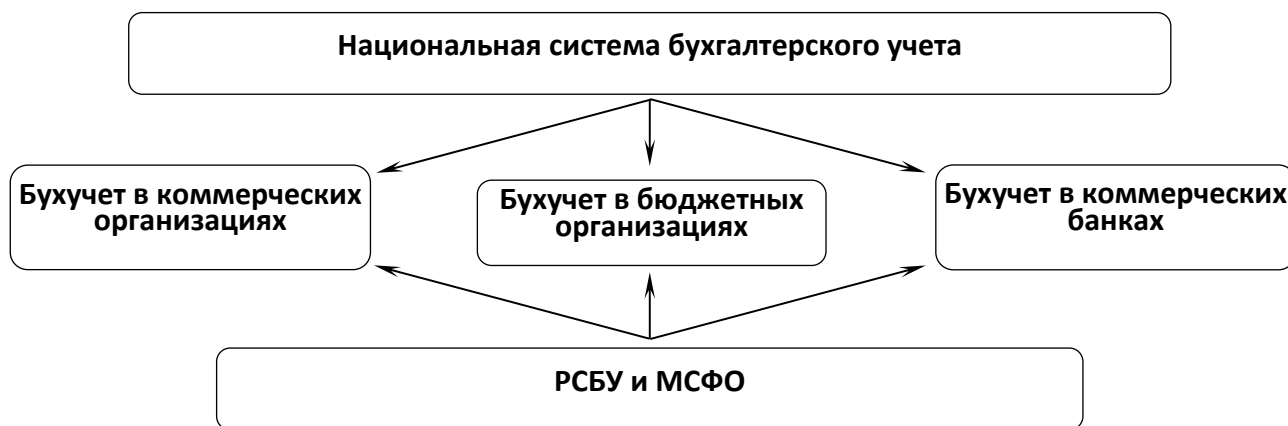 Национальная система бухгалтерского учета
Бухучет в коммерческих
организациях
Бухучет в бюджетных
организациях
Бухучет в коммерческих
банках
РСБУ и МСФО